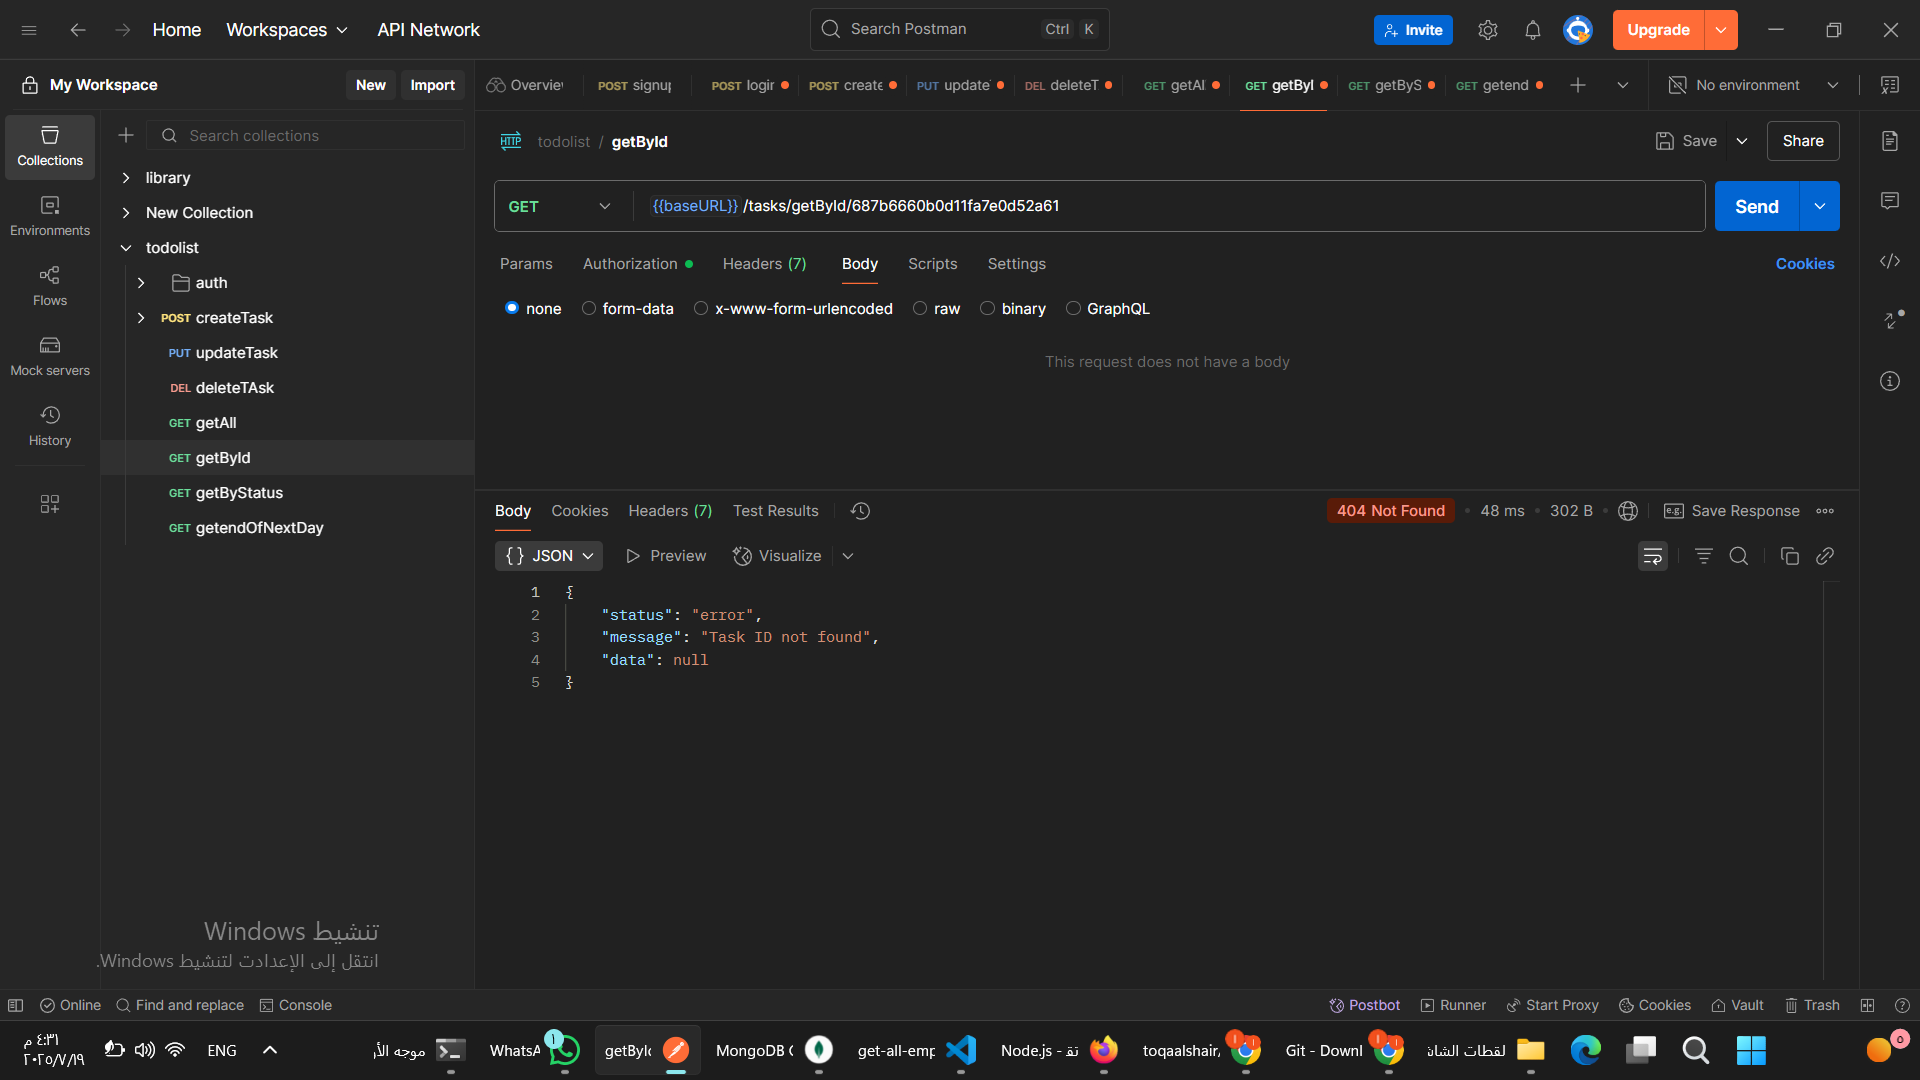 Home
Workspaces
API Network
Search Postman
Ctrl K
Invite
Upgrade
My Workspace
New
Import
Overview
POST signup
POST login
POST create
PUT update
DEL deleteT
GET getAl
GET getByI
GET getByS
GET getend
No environment
Collections
Environments
Flows
Mock servers
History
Search collections
library
New Collection
todolist
auth
POST createTask
PUT updateTask
DEL deleteTAsk
GET getAll
GET getById
GET getByStatus
GET getendOfNextDay
HTTP todolist / getById
Save
Share
GET
{{baseURL}} /tasks/getById/687b6660b0d11fa7e0d52a61
Send
Params
Authorization
Headers (7)
Body
Scripts
Settings
Cookies
none
form-data
x-www-form-urlencoded
raw
binary
GraphQL
This request does not have a body
Body
Cookies
Headers (7)
Test Results
404 Not Found
48 ms
302 B
e.g. Save Response
{} JSON
Preview
Visualize
1 {
2 "status": "error",
3 "message": "Task ID not found",
4 "data": null
5 }
تنشيط Windows
انتقل إلى الإعدادت لتنشيط Windows.
Online
Find and replace
Console
Postbot
Runner
Start Proxy
Cookies
Vault
Trash
٤:٣١ م
٢٠٢٥/٧/١٩
ENG
موجه الأ
WhatsA
١
getById
MongoDB C
get-all-emp
Node.js - تق
toqaalshair/
Git - Downl
لقطات الشاش